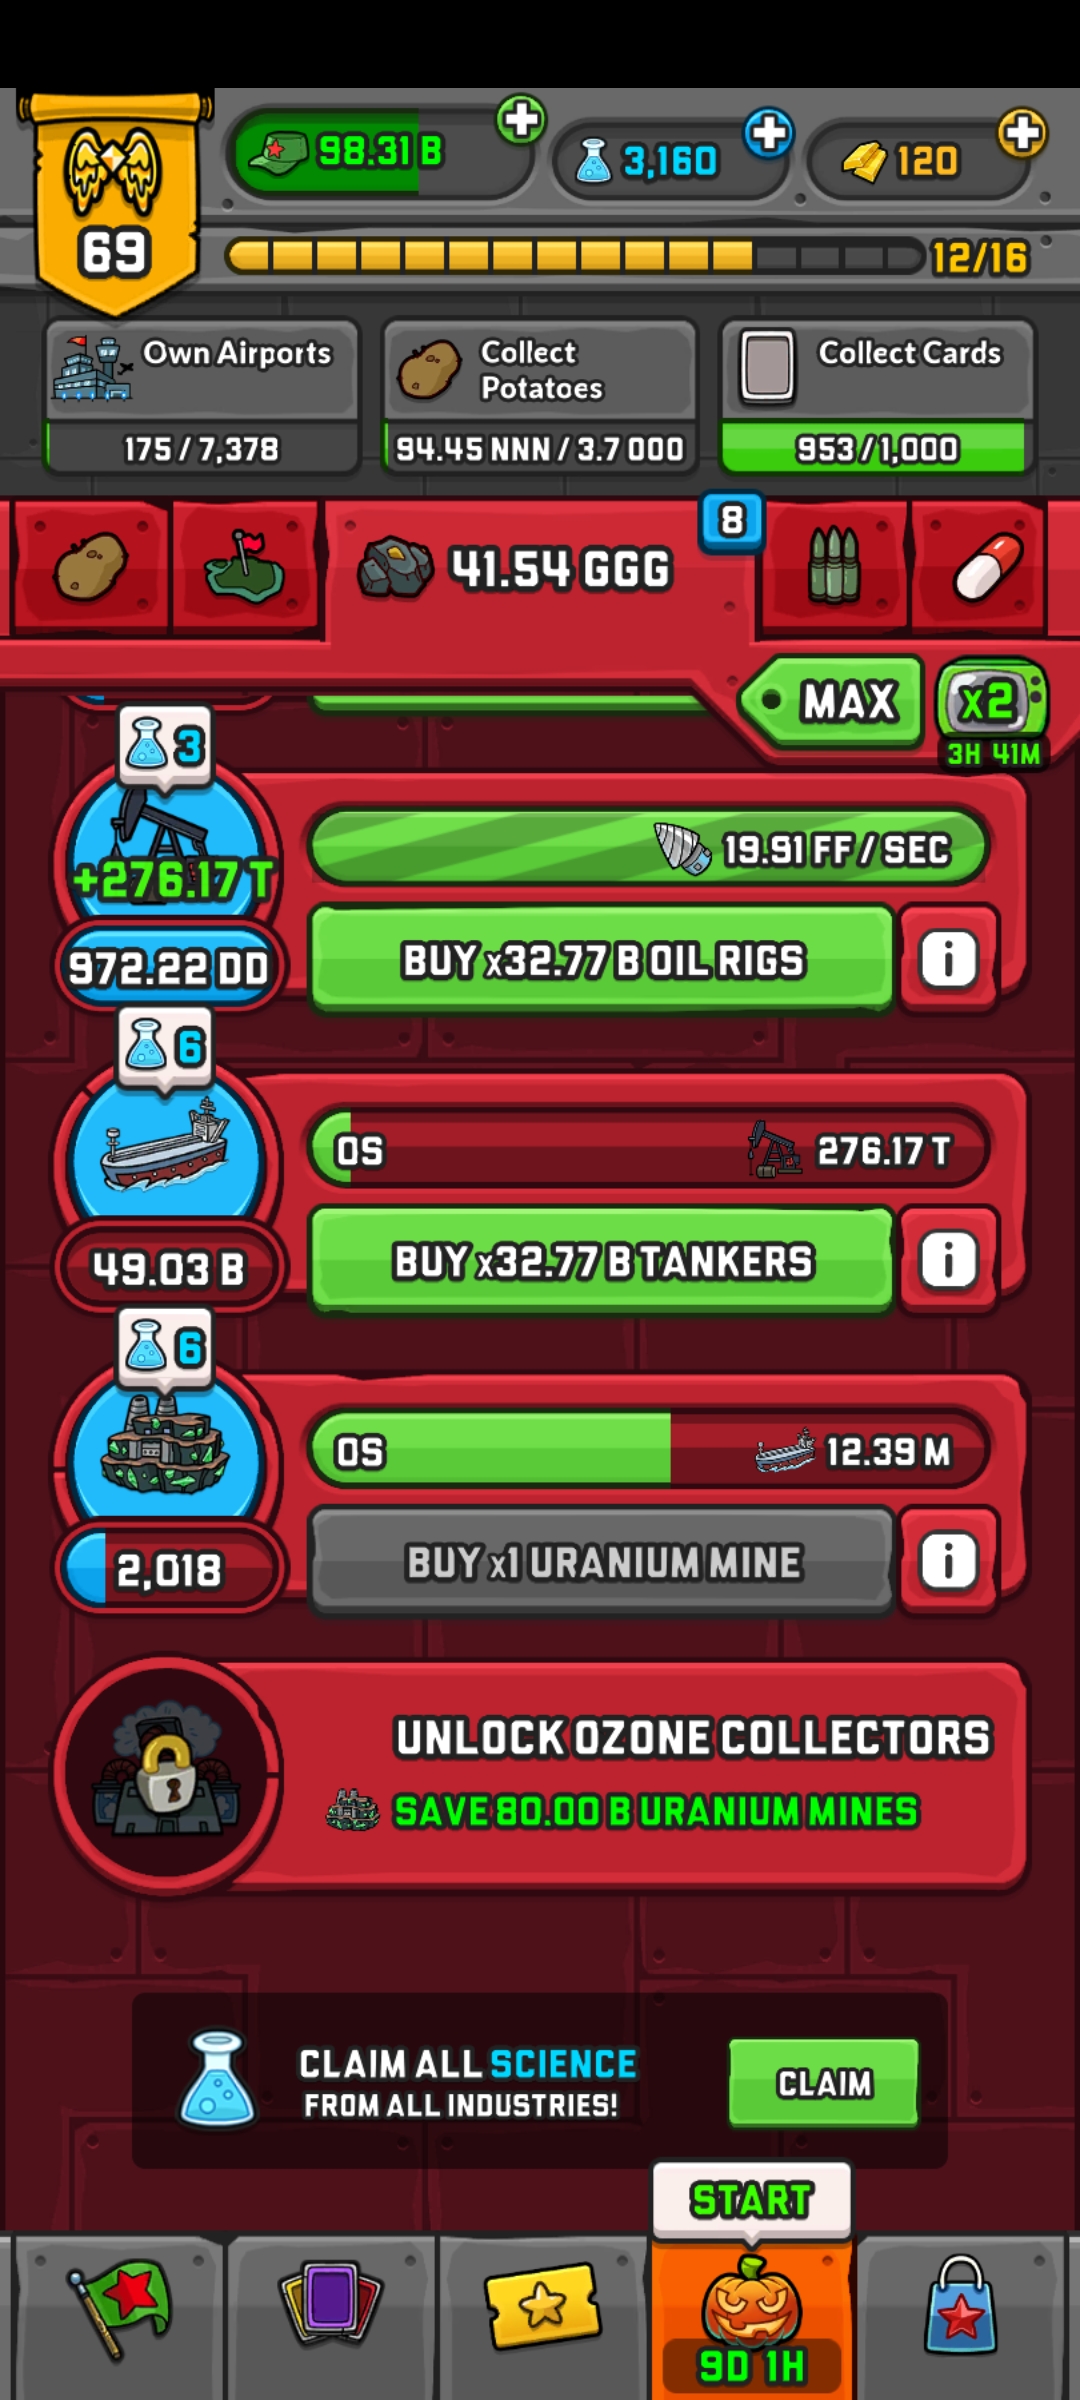 69
98.31 B
3,160
120
12/16
Own Airports
175 / 7,378
Collect
Potatoes
94.45 NNN / 3.7 OOO
Collect Cards
953 / 1,000
41.54 GGG
8
MAX
x2
3H 41M
3
+276.17 T
972.22 DD
19.91 FF / SEC
BUY x32.77 B OIL RIGS
i
6
49.03 B
0S
276.17 T
BUY x32.77 B TANKERS
i
6
2,018
0S
12.39 M
BUY x1 URANIUM MINE
i
UNLOCK OZONE COLLECTORS
SAVE 80.00 B URANIUM MINES
CLAIM ALL SCIENCE
FROM ALL INDUSTRIES!
CLAIM
START
9D 1H